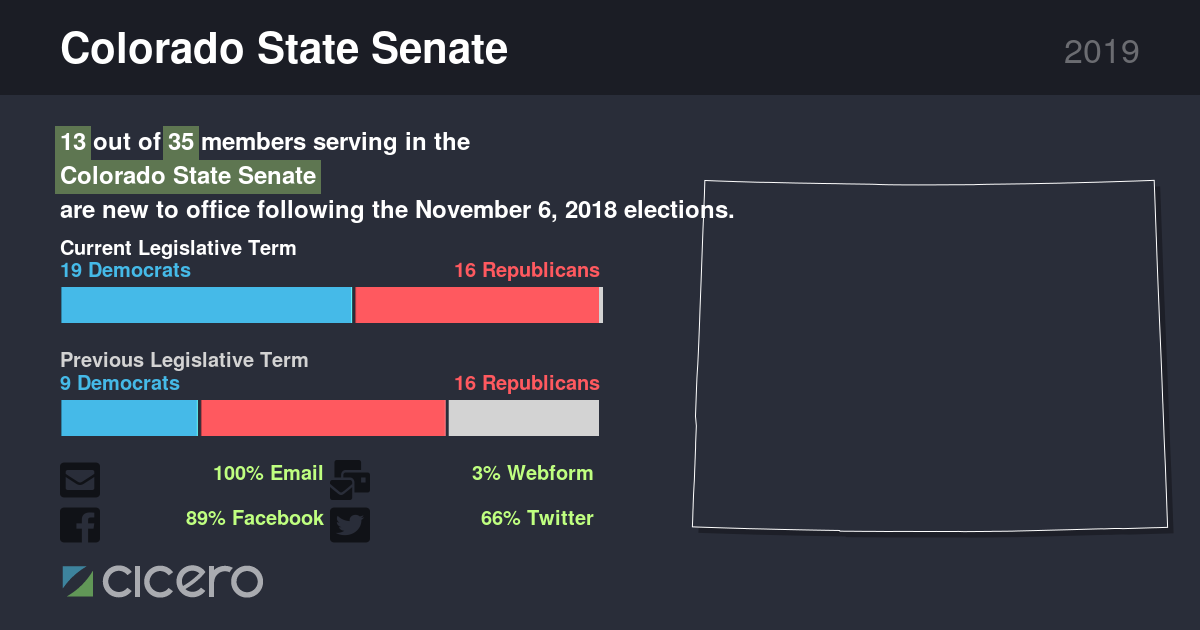 Colorado State Senate
2019
13 out of 35 members serving in the
Colorado State Senate
are new to office following the November 6, 2018 elections.
Current Legislative Term
19 Democrats 16 Republicans
Previous Legislative Term
9 Democrats 16 Republicans
100% Email 3% Webform
89% Facebook 66% Twitter
cicero